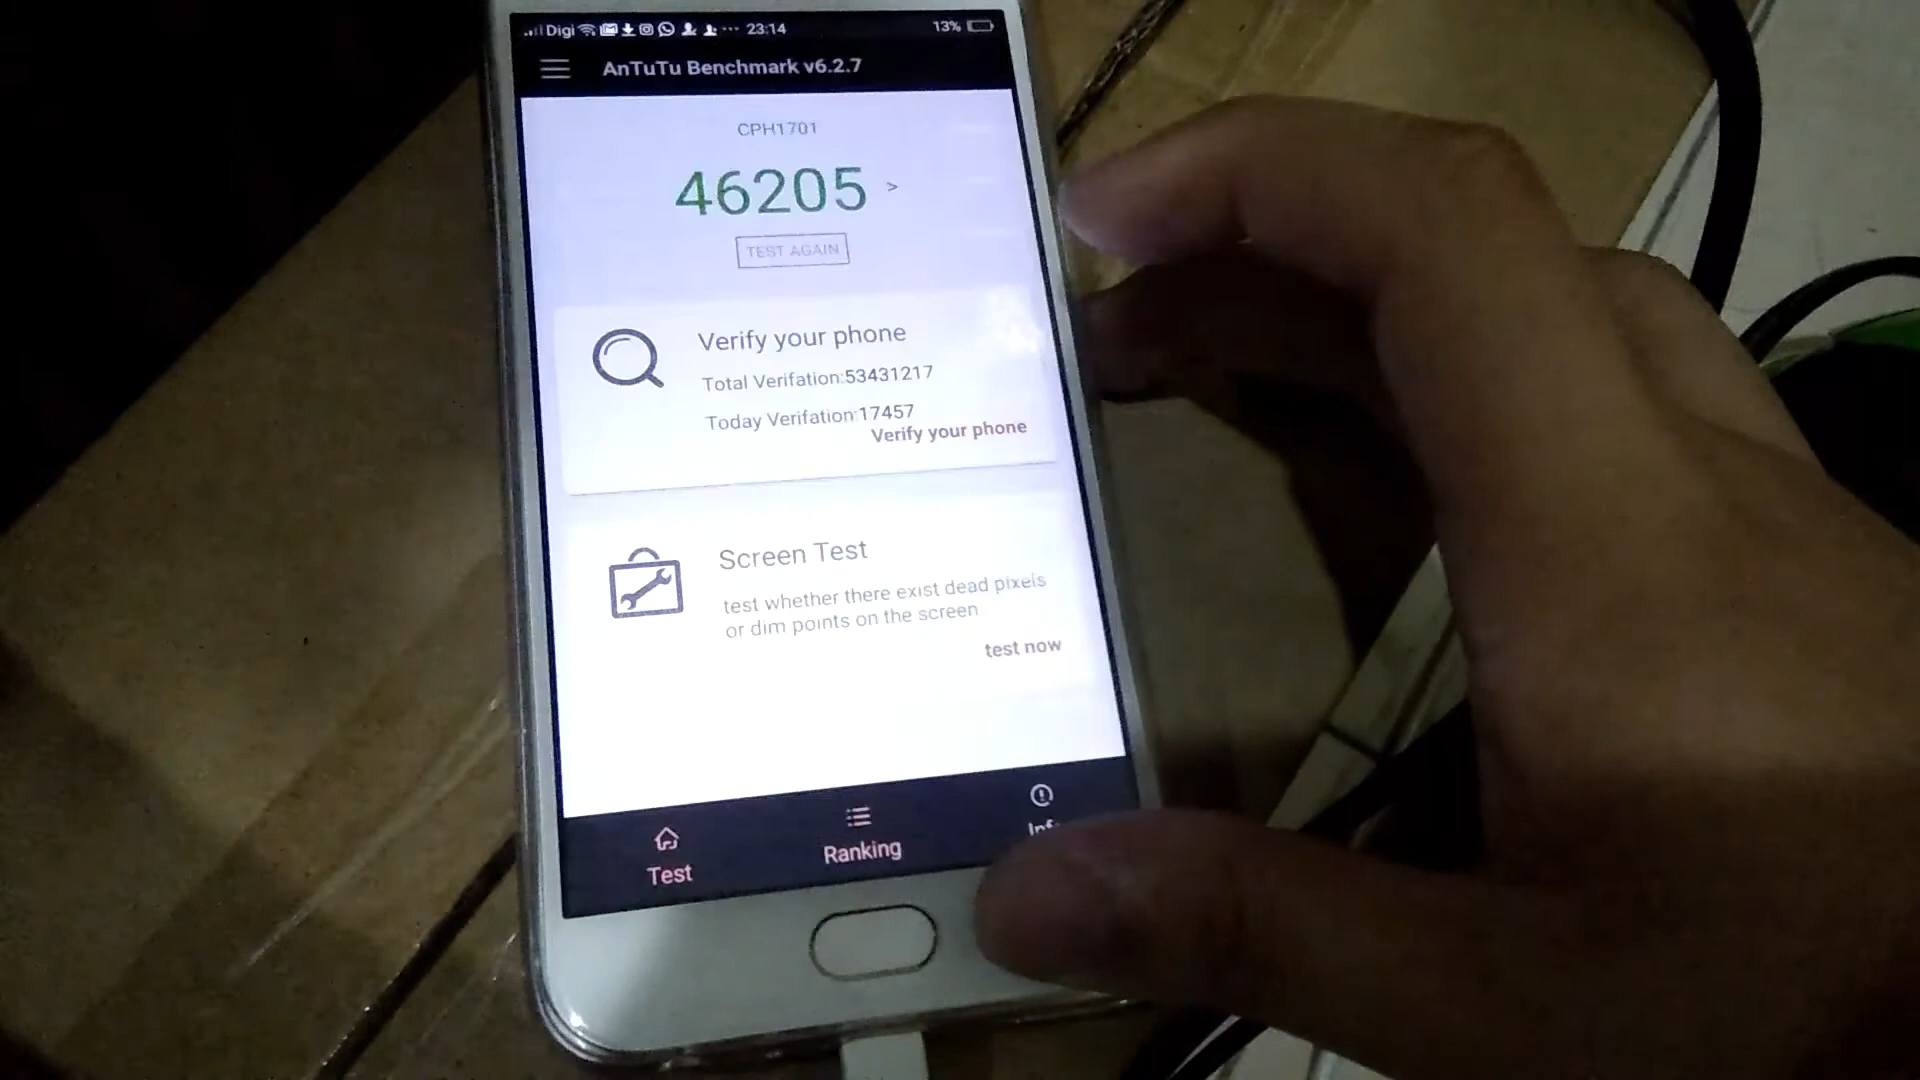 Digi 23:14 13%
AnTuTu Benchmark v6.2.7
CPH1701
46205 >
TEST AGAIN
Verify your phone
Total Verifation:53431217
Today Verifation:17457
Verify your phone
Screen Test
test whether there exist dead pixels
or dim points on the screen
test now
Test
Ranking